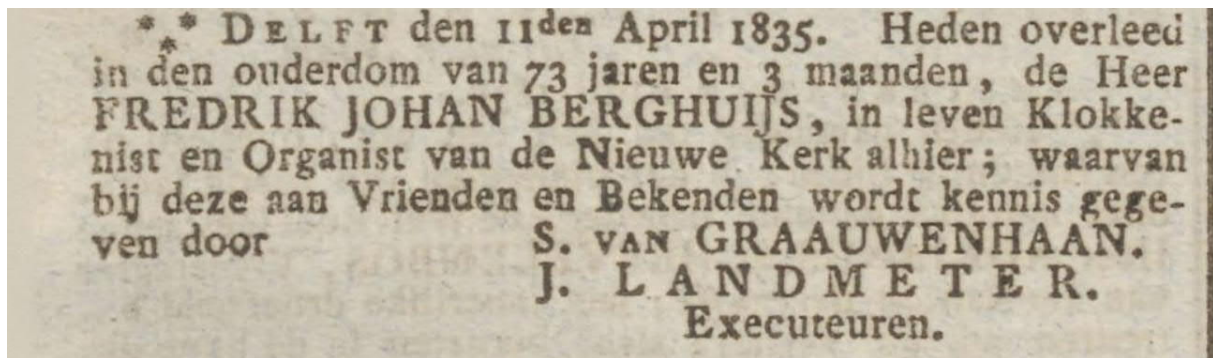 *⁎* DELFT den 11den April 1835. Heden overleed
in den ouderdom van 73 jaren en 3 maanden, de Heer
FREDRIK JOHAN BERGHUIJS, in leven Klokke-
nist en Organist van de Nieuwe Kerk alhier; waarvan
bij deze aan Vrienden en Bekenden wordt kennis gege-
ven door S. VAN GRAAUWENHAAN.
J. LANDMETER.
Executeuren.